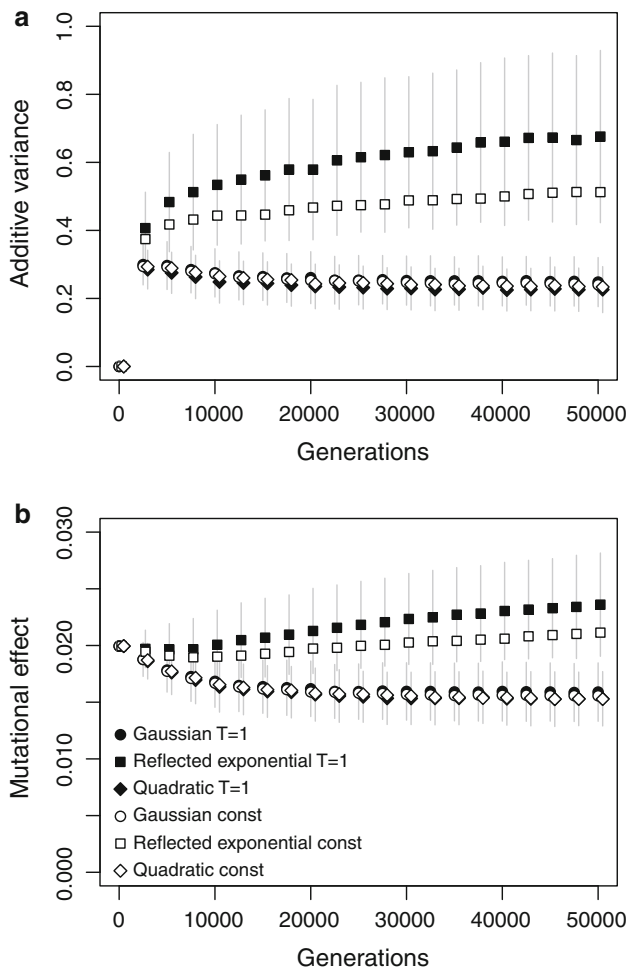 a
1.0
0.8
0.6
0.4
0.2
0.0
Additive variance
0 10000 20000 30000 40000 50000
Generations
b
0.030
0.020
0.010
0.000
Mutational effect
Gaussian T=1
Reflected exponential T=1
Quadratic T=1
Gaussian const
Reflected exponential const
Quadratic const
0 10000 20000 30000 40000 50000
Generations